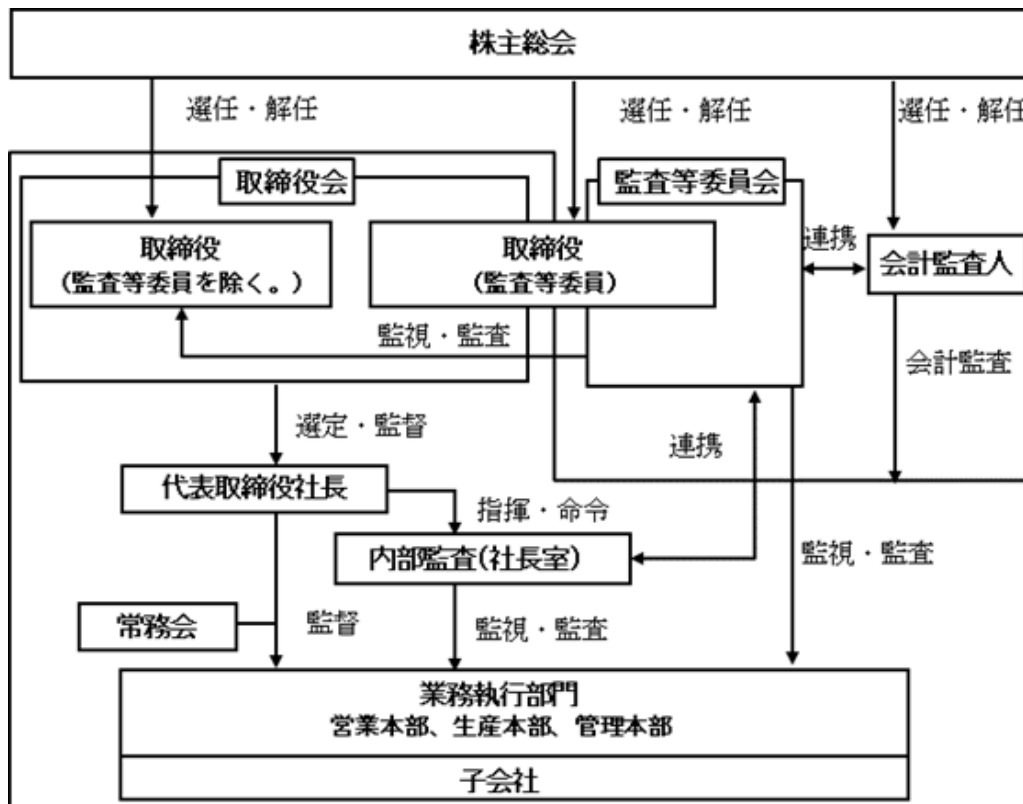 株主総会
選任・解任
選任・解任
選任・解任
取締役会
監査等委員会
取締役
(監査等委員を除く。)
取締役
(監査等委員)
連携
会計監査人
監視・監査
会計監査
選定・監督
連携
代表取締役社長
指揮・命令
内部監査(社長室)
監視・監査
常務会
監督
監視・監査
業務執行部門
営業本部、生産本部、管理本部
子会社